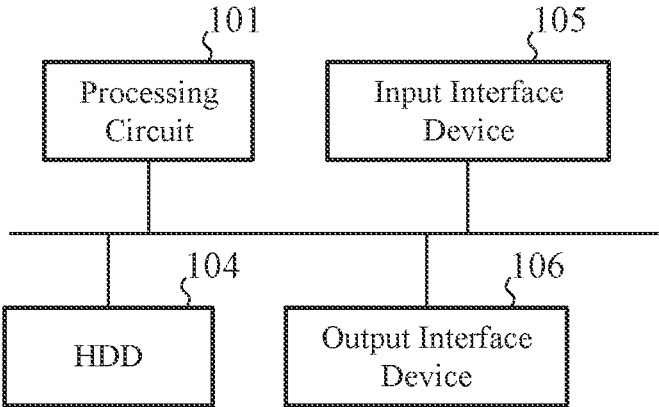 101
Processing
Circuit
105
Input Interface
Device
104
HDD
106
Output Interface
Device